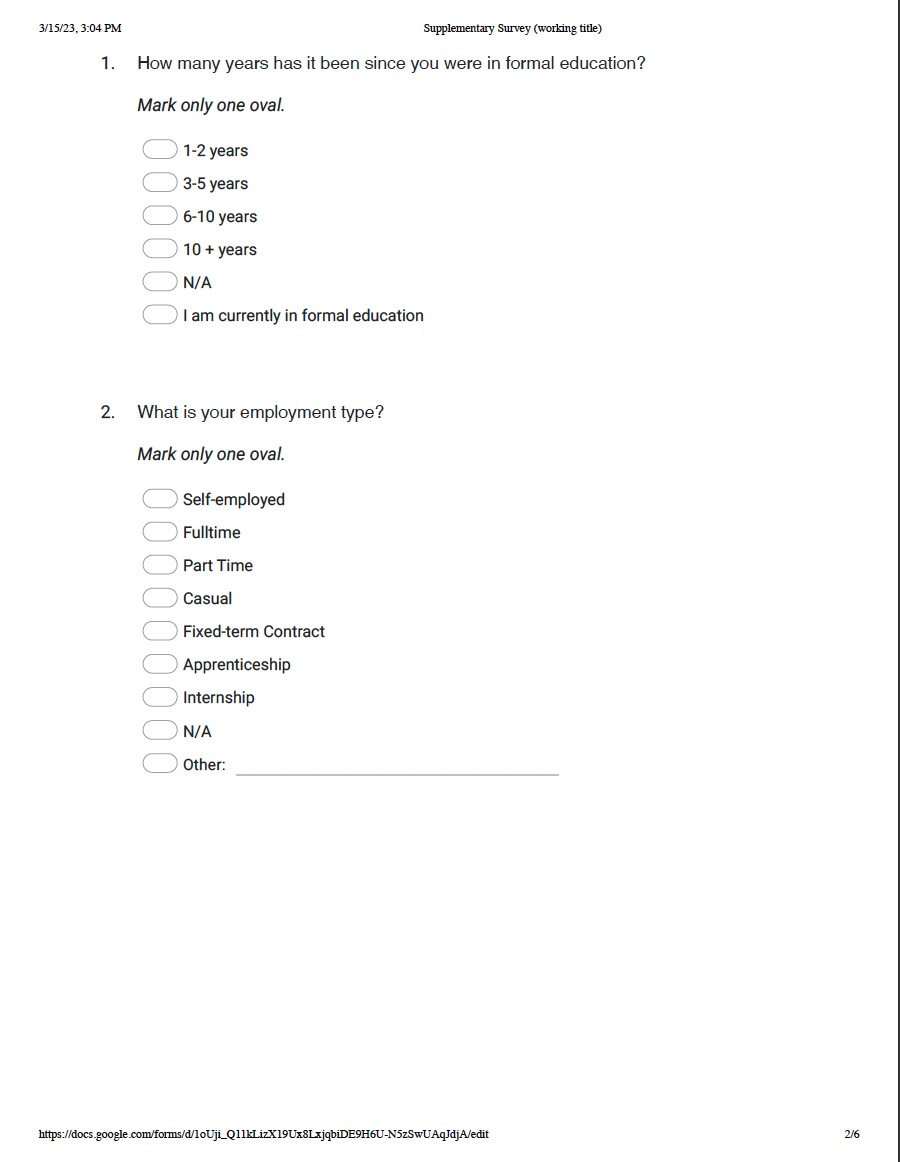 3/15/23, 3:04 PM Supplementary Survey (working title)
1. How many years has it been since you were in formal education?
Mark only one oval.
1-2 years
3-5 years
6-10 years
10 + years
N/A
I am currently in formal education
2. What is your employment type?
Mark only one oval.
Self-employed
Fulltime
Part Time
Casual
Fixed-term Contract
Apprenticeship
Internship
N/A
Other:
https://docs.google.com/forms/d/1oUji_Q11kLizX19Ux8LxjqbiDE9H6U-N5zSwUAqJdjA/edit 2/6